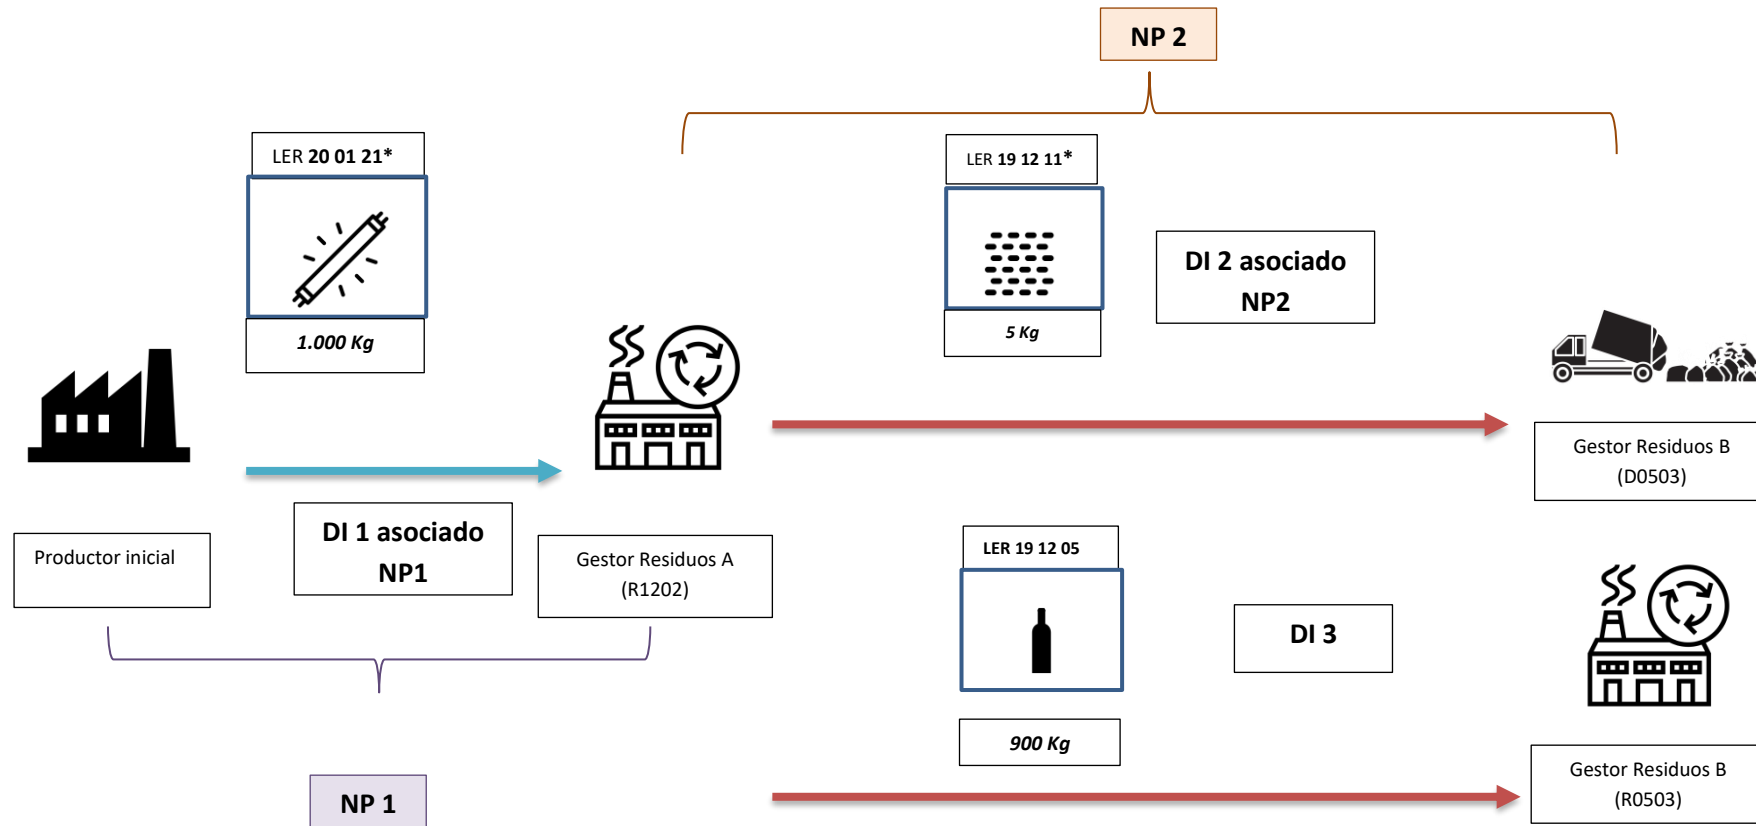 NP 2
LER 20 01 21*
LER 19 12 11*
DI 2 asociado
NP2
1.000 Kg
5 Kg
Gestor Residuos B
(D0503)
DI 1 asociado
NP1
Productor inicial
Gestor Residuos A
(R1202)
LER 19 12 05
DI 3
900 Kg
Gestor Residuos B
(R0503)
NP 1